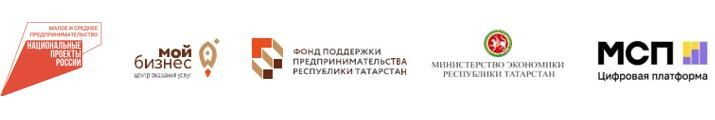 МАЛОЕ И СРЕДНЕЕ
ПРЕДПРИНИМАТЕЛЬСТВО
НАЦИОНАЛЬНЫЕ
ПРОЕКТЫ
РОССИИ
мой
бизнес
центр оказания услуг
ФОНД ПОДДЕРЖКИ
ПРЕДПРИНИМАТЕЛЬСТВА
РЕСПУБЛИКИ ТАТАРСТАН
МИНИСТЕРСТВО ЭКОНОМИКИ
РЕСПУБЛИКИ ТАТАРСТАН
МСП
Цифровая платформа